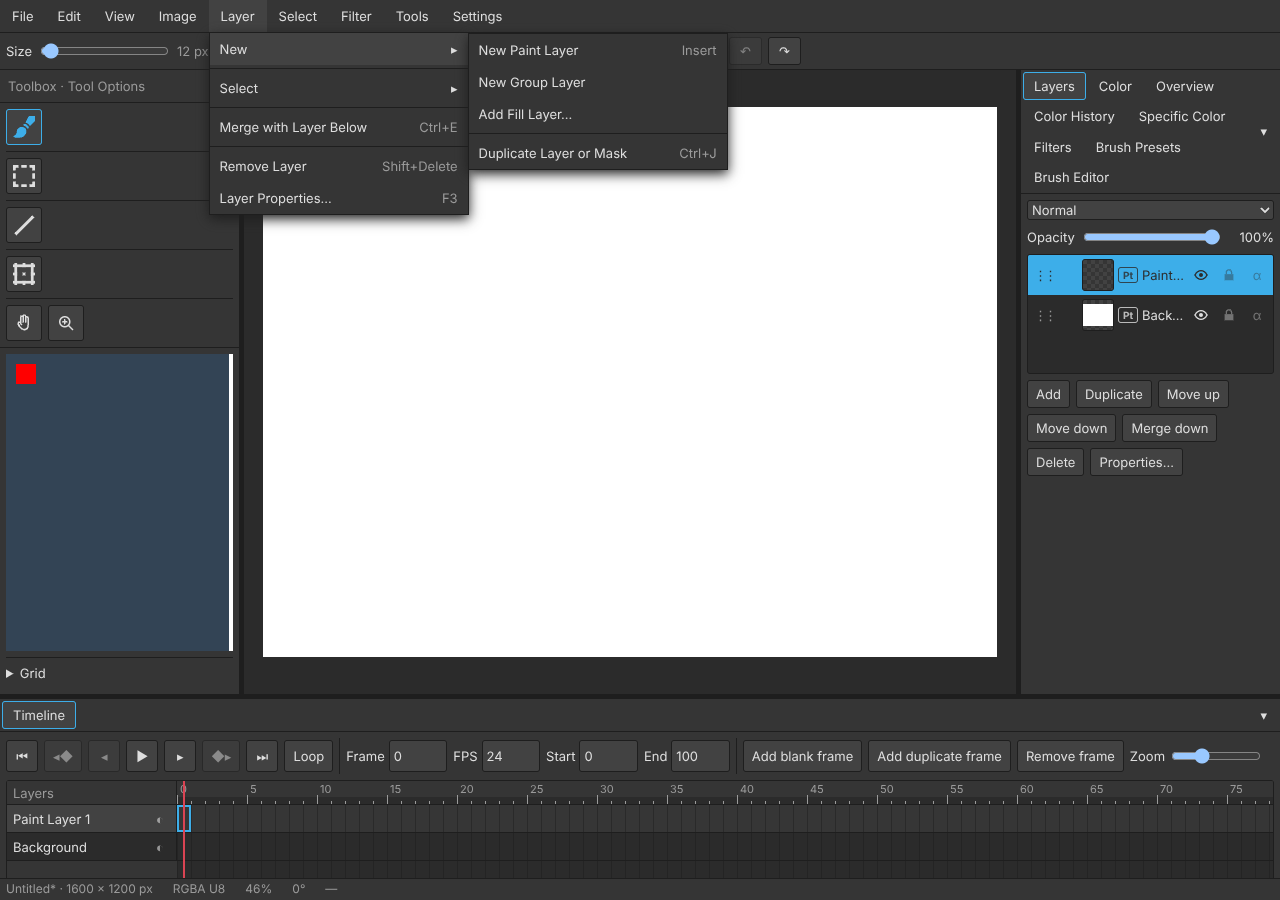 File Edit View Image Layer Select Filter Tools Settings
Size 12 px
Toolbox · Tool Options
New
Select
Merge with Layer Below Ctrl+E
Remove Layer Shift+Delete
Layer Properties... F3
New Paint Layer Insert
New Group Layer
Add Fill Layer...
Duplicate Layer or Mask Ctrl+J
Layers Color Overview
Color History Specific Color
Filters Brush Presets
Brush Editor
Normal
Opacity 100%
Pt Paint... α
Pt Back... α
Add Duplicate Move up
Move down Merge down
Delete Properties...
Grid
Timeline
Loop Frame 0 FPS 24 Start 0 End 100 Add blank frame Add duplicate frame Remove frame Zoom
Layers 0 5 10 15 20 25 30 35 40 45 50 55 60 65 70 75
Paint Layer 1
Background
Untitled* · 1600 × 1200 px RGBA U8 46% 0° —